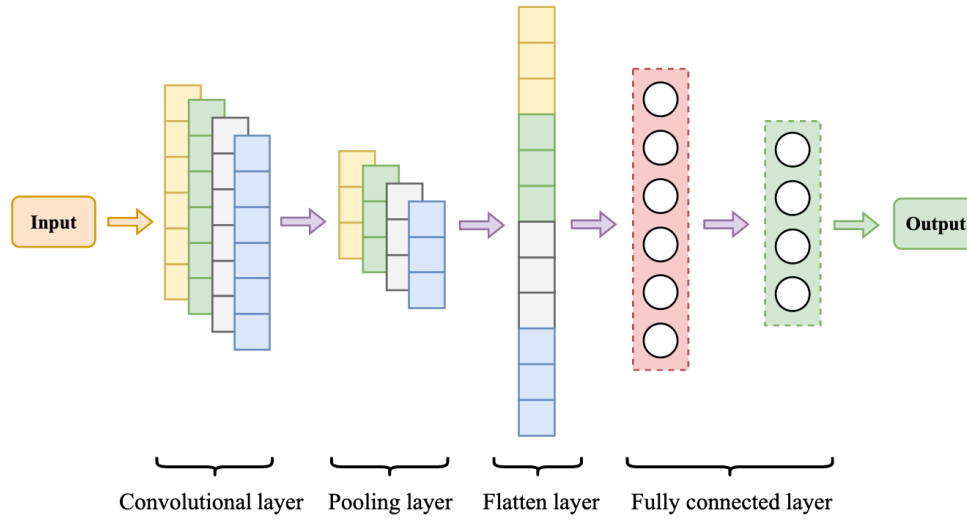 Input
Output
Convolutional layer
Pooling layer
Flatten layer
Fully connected layer